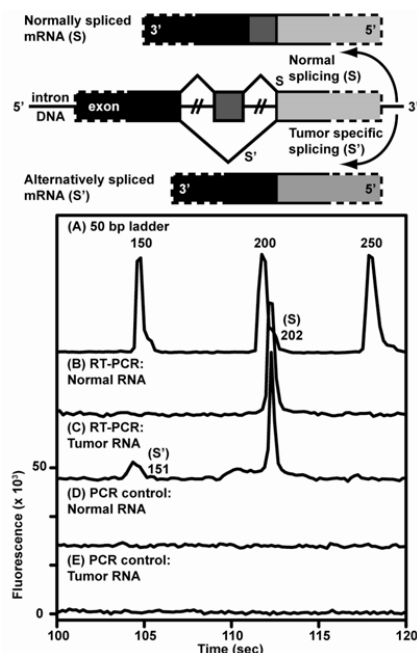 Normally spliced
mRNA (S)
3'
5'
S
Normal
splicing (S)
5'
intron
DNA
exon
3'
Tumor specific
splicing (S')
S'
Alternatively spliced
mRNA (S')
3'
5'
(A) 50 bp ladder
150
200
250
(S)
202
(B) RT-PCR:
Normal RNA
(C) RT-PCR:
Tumor RNA
(S')
151
(D) PCR control:
Normal RNA
(E) PCR control:
Tumor RNA
Fluorescence (x 10³)
50
0
100
105
110
115
120
Time (sec)